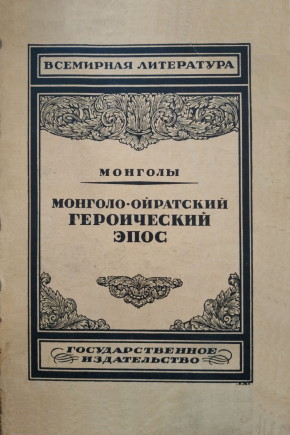 ВСЕМИРНАЯ ЛИТЕРАТУРА
МОНГОЛЫ
МОНГОЛО-ОЙРАТСКИЙ
ГЕРОИЧЕСКИЙ
ЭПОС
ГОСУДАРСТВЕННОЕ
ИЗДАТЕЛЬСТВО